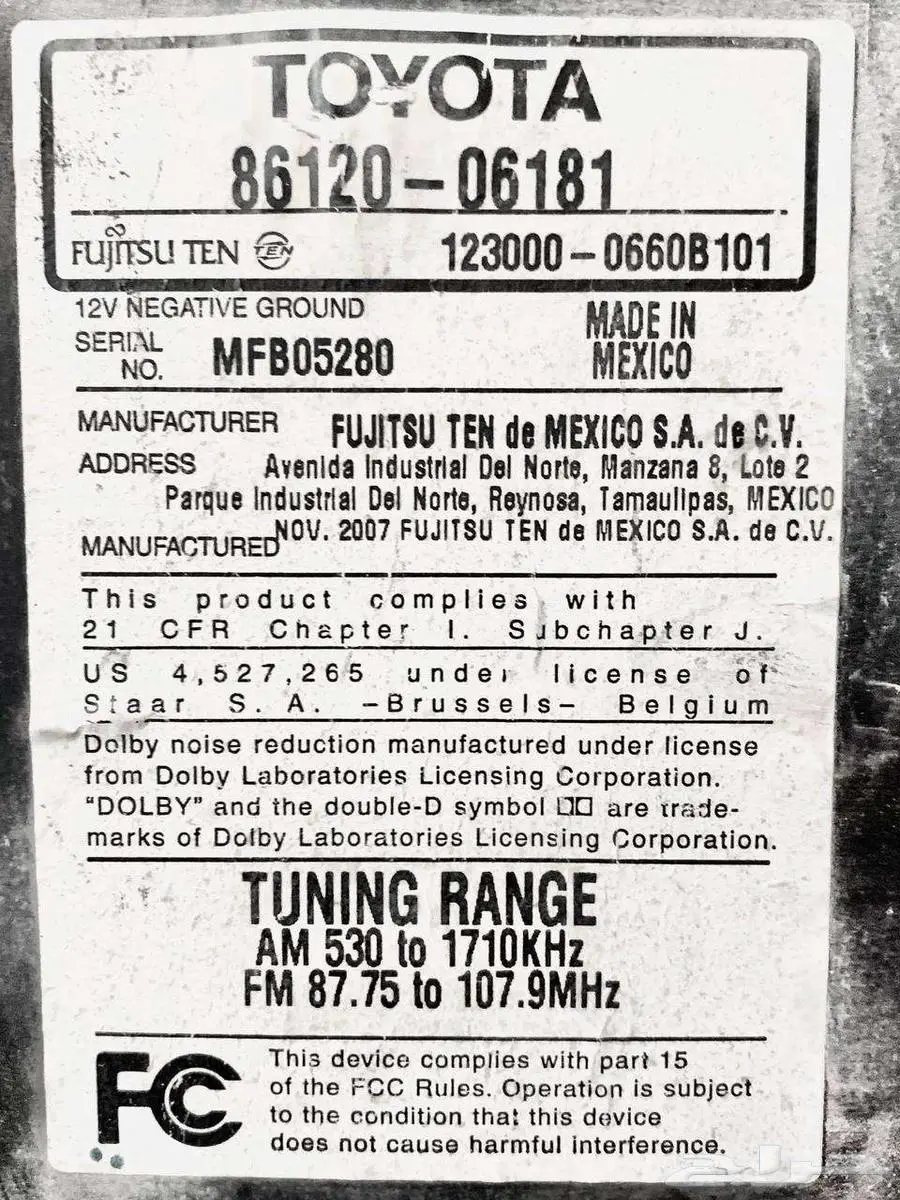 TOYOTA
86120-06181
FUJITSU TEN TEN 123000-0660B101
12V NEGATIVE GROUND
MADE IN
MEXICO
SERIAL
NO. MFB05280
MANUFACTURER FUJITSU TEN de MEXICO S.A. de C.V.
ADDRESS Avenida Industrial Del Norte, Manzana 8, Lote 2
Parque Industrial Del Norte, Reynosa, Tamaulipas, MEXICO
MANUFACTURED NOV. 2007 FUJITSU TEN de MEXICO S.A. de C.V.
This product complies with
21 CFR Chapter I. Subchapter J.
US 4,527,265 under license of
Staar S. A. -Brussels- Belgium
Dolby noise reduction manufactured under license
from Dolby Laboratories Licensing Corporation.
“DOLBY” and the double-D symbol are trade-
marks of Dolby Laboratories Licensing Corporation.
TUNING RANGE
AM 530 to 1710KHz
FM 87.75 to 107.9MHz
FC This device complies with part 15
of the FCC Rules. Operation is subject
to the condition that this device
does not cause harmful interference.